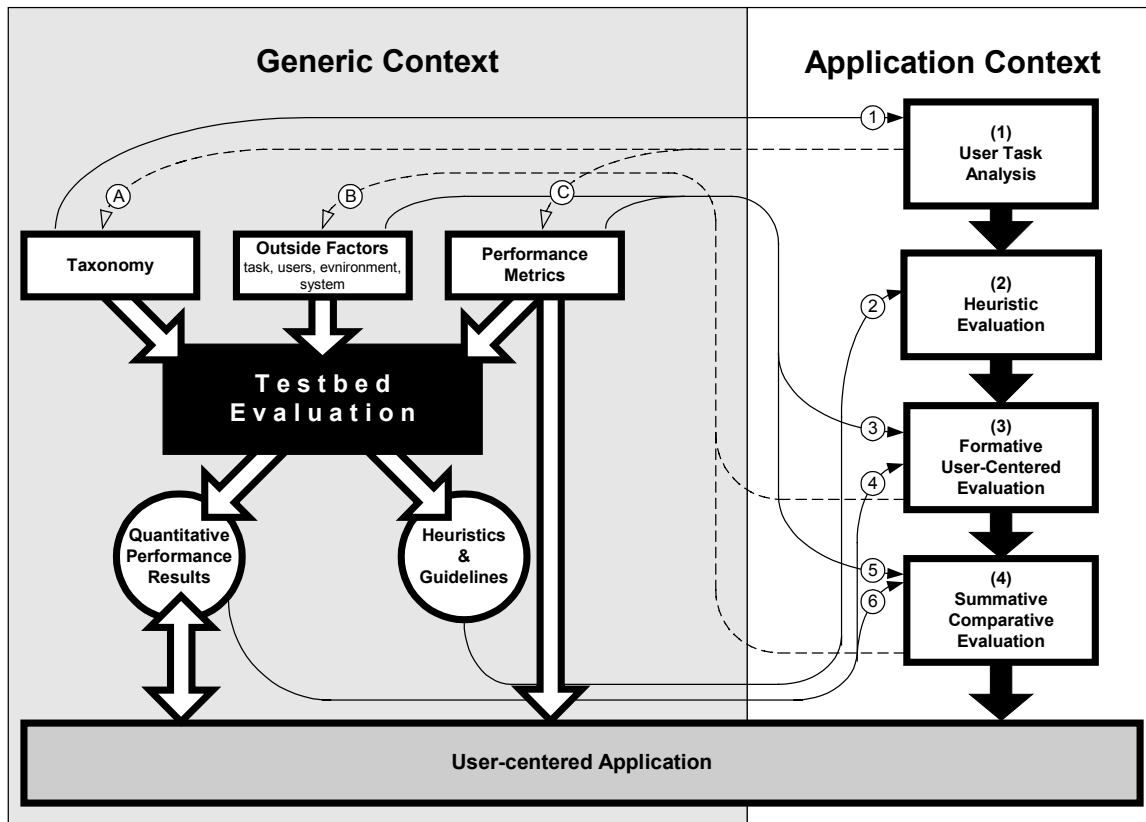 Generic Context
Application Context
1
(1)
User Task
Analysis
A
B
C
Taxonomy
Outside Factors
task, users, evnironment,
system
Performance
Metrics
2
(2)
Heuristic
Evaluation
Testbed
Evaluation
3
(3)
Formative
User-Centered
Evaluation
4
Quantitative
Performance
Results
Heuristics
&
Guidelines
5
6
(4)
Summative
Comparative
Evaluation
User-centered Application